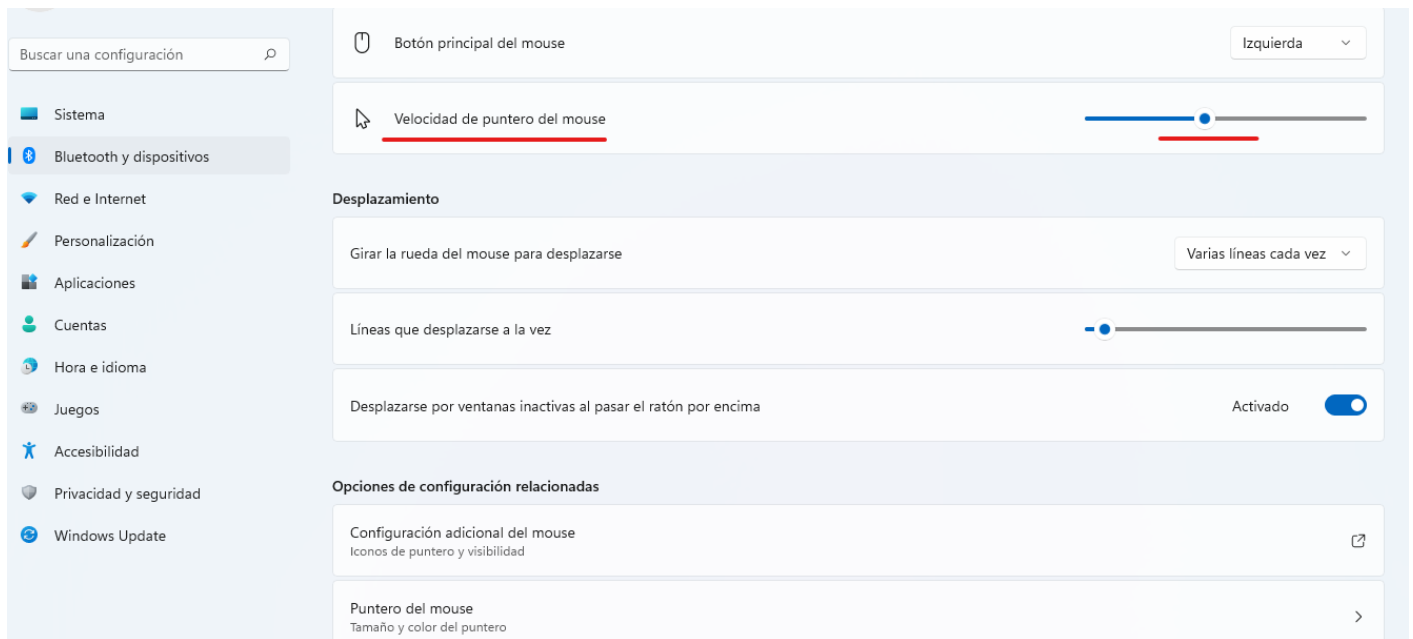 Buscar una configuración
Sistema
Bluetooth y dispositivos
Red e Internet
Personalización
Aplicaciones
Cuentas
Hora e idioma
Juegos
Accesibilidad
Privacidad y seguridad
Windows Update
Botón principal del mouse
Izquierda
Velocidad de puntero del mouse
Desplazamiento
Girar la rueda del mouse para desplazarse
Varias líneas cada vez
Líneas que desplazarse a la vez
Desplazarse por ventanas inactivas al pasar el ratón por encima
Activado
Opciones de configuración relacionadas
Configuración adicional del mouse
Iconos de puntero y visibilidad
Puntero del mouse
Tamaño y color del puntero